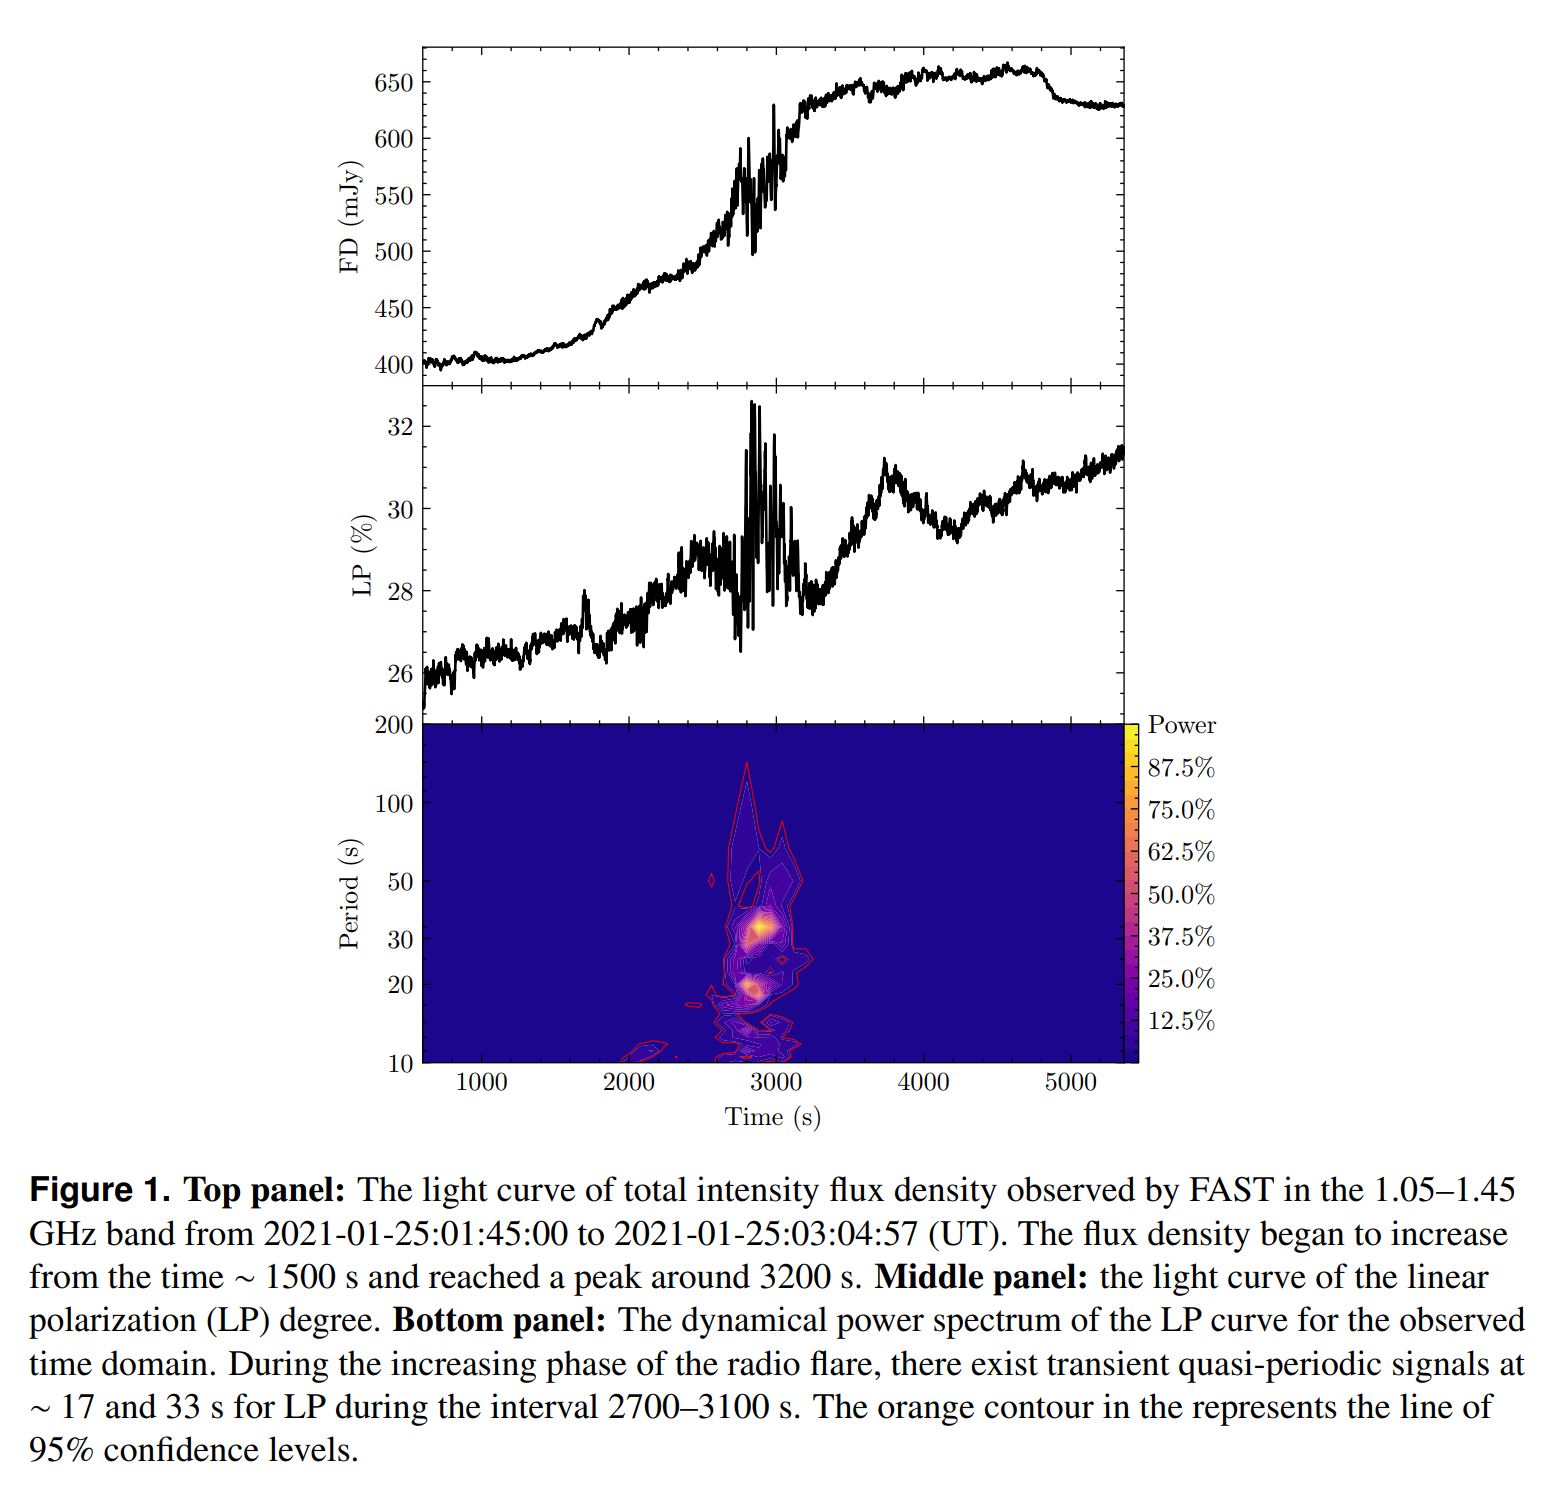 650
600
550
500
450
400
FD (mJy)
32
30
28
26
LP (%)
200
100
50
30
20
10
Period (s)
Power
87.5%
75.0%
62.5%
50.0%
37.5%
25.0%
12.5%
1000 2000 3000 4000 5000
Time (s)
Figure 1. Top panel: The light curve of total intensity flux density observed by FAST in the 1.05–1.45
GHz band from 2021-01-25:01:45:00 to 2021-01-25:03:04:57 (UT). The flux density began to increase
from the time ∼ 1500 s and reached a peak around 3200 s. Middle panel: the light curve of the linear
polarization (LP) degree. Bottom panel: The dynamical power spectrum of the LP curve for the observed
time domain. During the increasing phase of the radio flare, there exist transient quasi-periodic signals at
∼ 17 and 33 s for LP during the interval 2700–3100 s. The orange contour in the represents the line of
95% confidence levels.